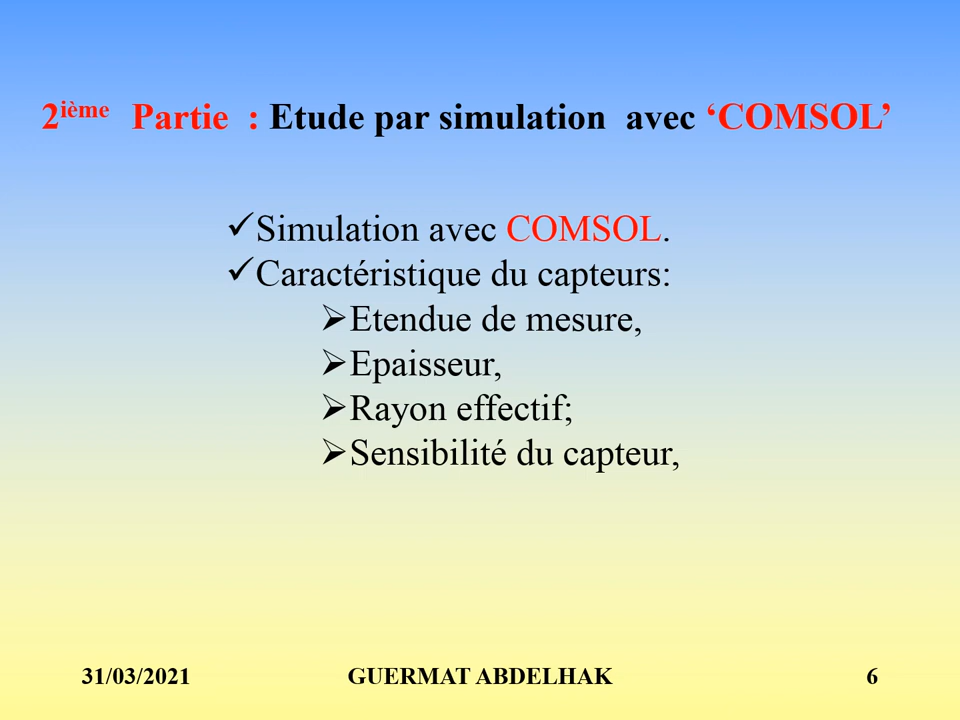 2ième Partie : Etude par simulation avec ‘COMSOL’
✓Simulation avec COMSOL.
✓Caractéristique du capteurs:
➢Etendue de mesure,
➢Epaisseur,
➢Rayon effectif;
➢Sensibilité du capteur,
31/03/2021 GUERMAT ABDELHAK 6